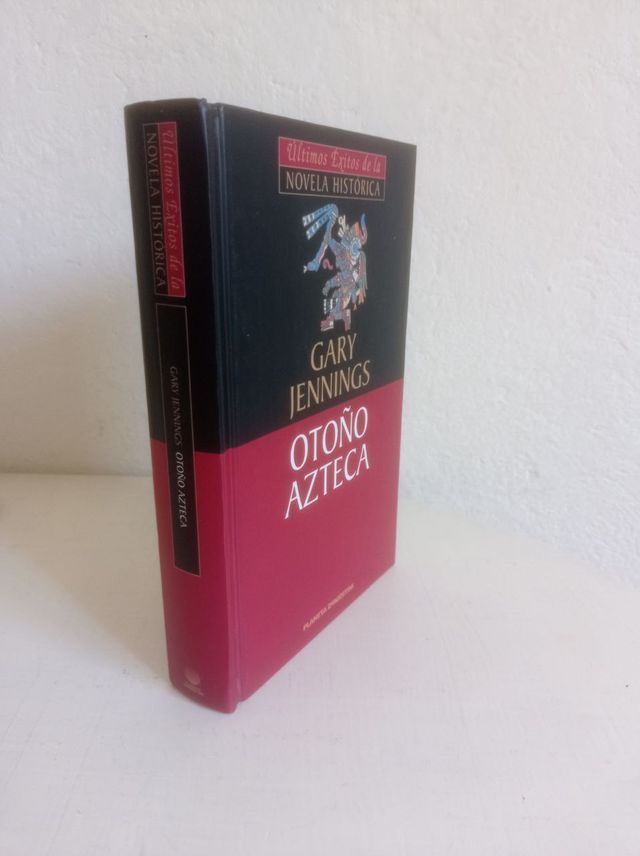 Últimos Éxitos de la
NOVELA HISTÓRICA
GARY JENNINGS OTOÑO AZTECA
Últimos Éxitos de la
NOVELA HISTÓRICA
GARY
JENNINGS
OTOÑO
AZTECA
PLANETA DEAGOSTINI